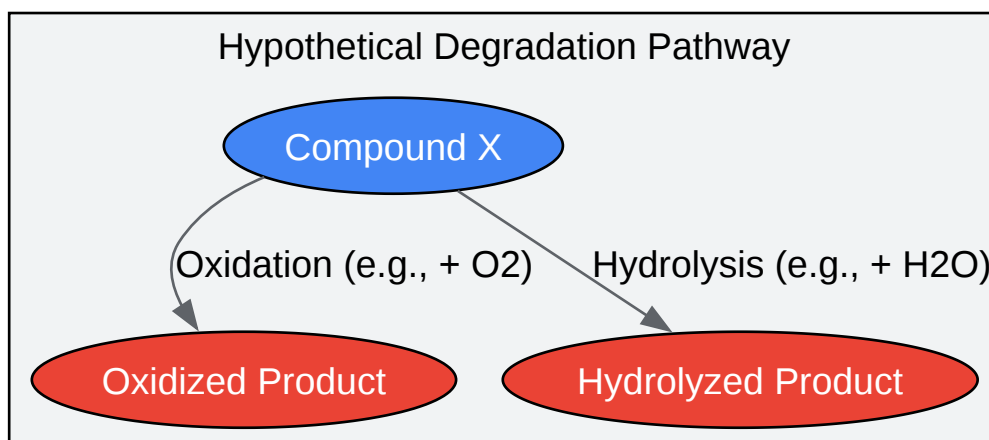 Hypothetical Degradation Pathway
Compound X
Oxidation (e.g., + O2)
Hydrolysis (e.g., + H2O)
Oxidized Product
Hydrolyzed Product